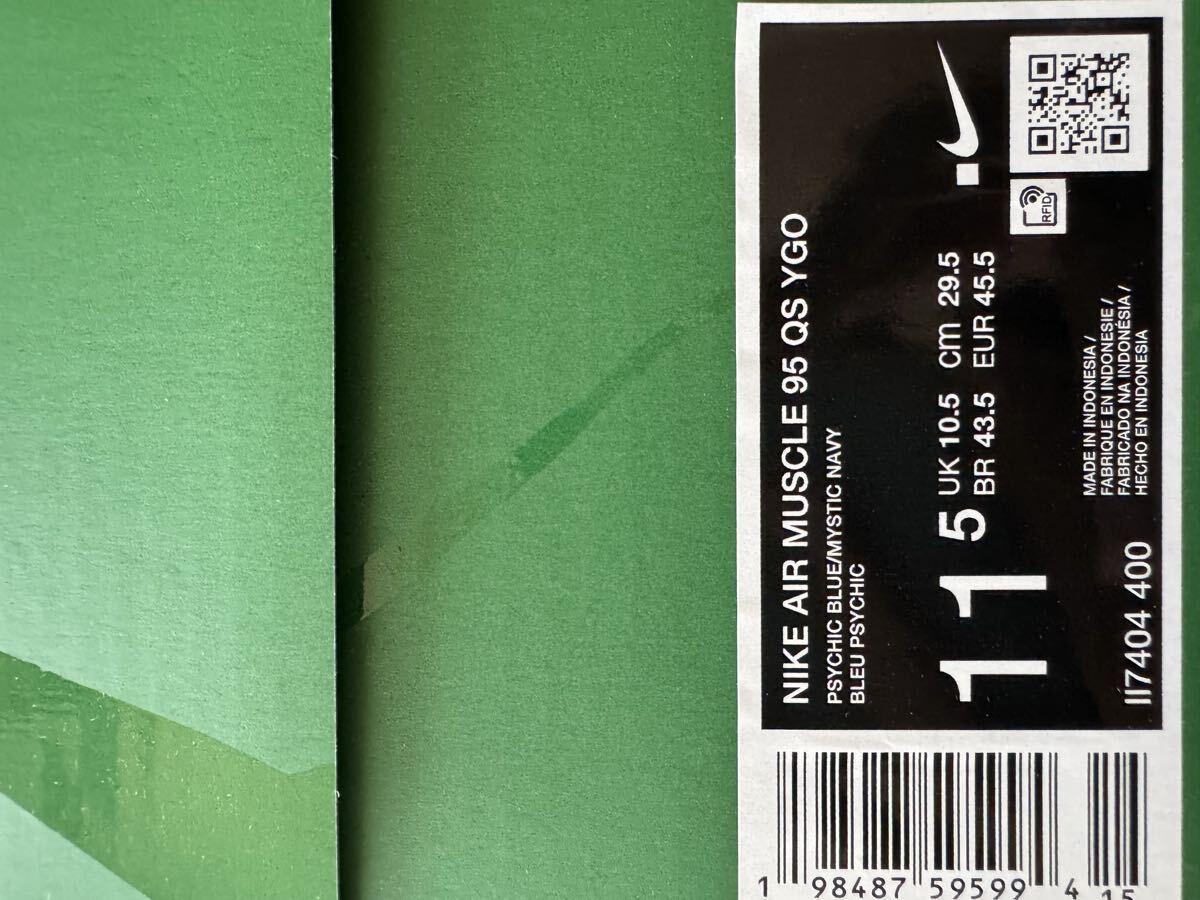 NIKE AIR MUSCLE 95 QS YGO
PSYCHIC BLUE/MYSTIC NAVY
BLEU PSYCHIC
11 5
UK 10.5 cm 29.5
BR 43.5 EUR 45.5
RFID
MADE IN INDONESIA /
FABRIQUE EN INDONESIE /
FABRICADO NA INDONÉSIA /
HECHO EN INDONESIA
II7404 400
1 98487 59599 4 15